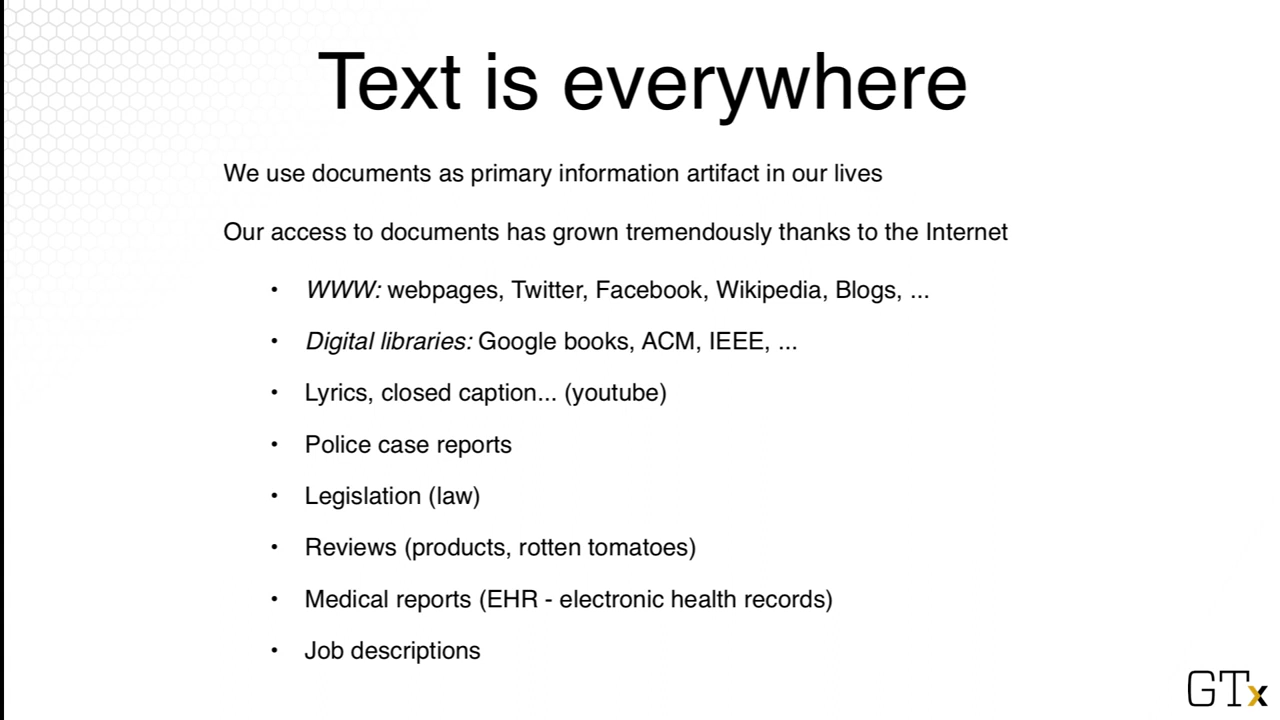 Text is everywhere
We use documents as primary information artifact in our lives
Our access to documents has grown tremendously thanks to the Internet
• WWW: webpages, Twitter, Facebook, Wikipedia, Blogs, ...
• Digital libraries: Google books, ACM, IEEE, ...
• Lyrics, closed caption... (youtube)
• Police case reports
• Legislation (law)
• Reviews (products, rotten tomatoes)
• Medical reports (EHR - electronic health records)
• Job descriptions
GTx